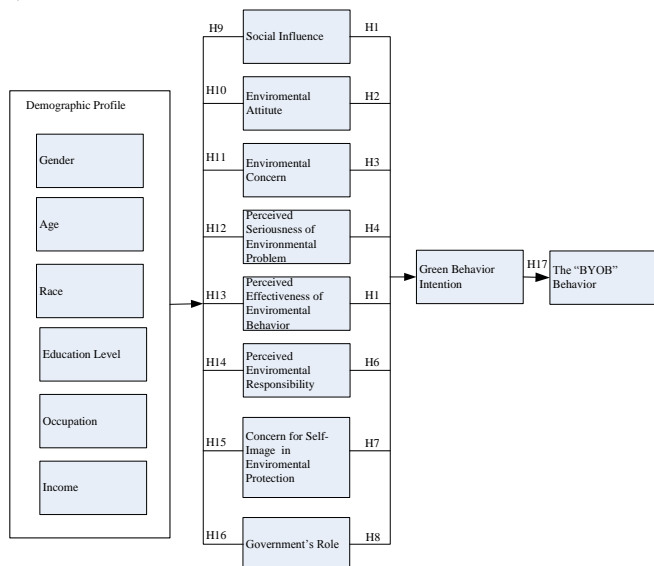 H9
Social Influence
H1
H10
Enviromental
Attitute
H2
Demographic Profile
Gender
H11
Enviromental
Concern
H3
Age
H12
Perceived
Seriousness of
Environmental
Problem
H4
Race
H13
Perceived
Effectiveness of
Enviromental
Behavior
H1
Green Behavior
Intention
H17
The “BYOB”
Behavior
Education Level
H14
Perceived
Enviromental
Responsibility
H6
Occupation
H15
Concern for Self-
Image in
Enviromental
Protection
H7
Income
H16
Government’s Role
H8